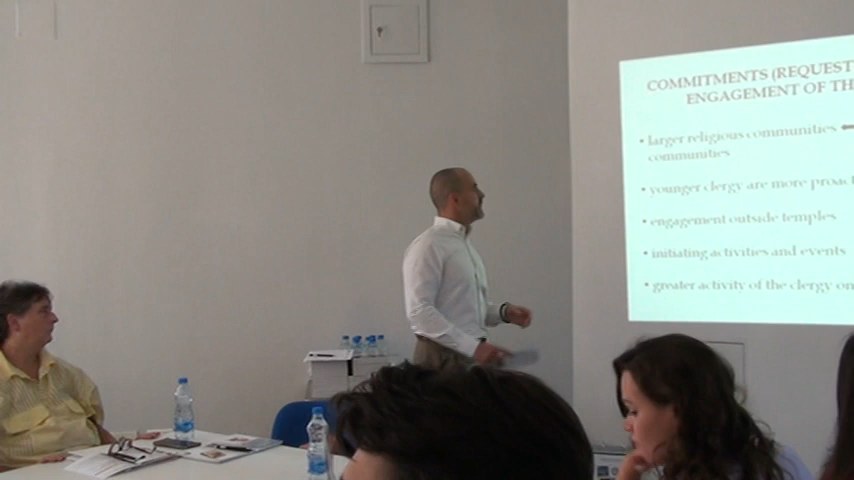 COMMITMENTS (REQUEST
ENGAGEMENT OF TH
• larger religious communities
communities
• younger clergy are more proact
• engagement outside temples
• initiating activities and events
• greater activity of the clergy on